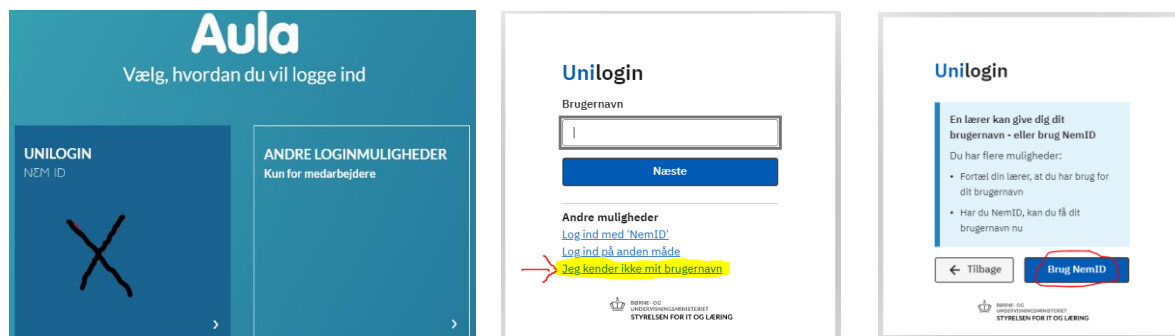 Aula
Vælg, hvordan du vil logge ind
UNILOGIN
NEM ID
ANDRE LOGINMULIGHEDER
Kun for medarbejdere
Unilogin
Brugernavn
Næste
Andre muligheder
Log ind med 'NemID'
Log ind på anden måde
Jeg kender ikke mit brugernavn
BØRNE- OG
UNDERVISNINGSMINISTERIET
STYRELSEN FOR IT OG LÆRING
Unilogin
En lærer kan give dig dit
brugernavn - eller brug NemID
Du har flere muligheder:
• Fortæl din lærer, at du har brug for
dit brugernavn
• Har du NemID, kan du få dit
brugernavn nu
← Tilbage
Brug NemID
BØRNE- OG
UNDERVISNINGSMINISTERIET
STYRELSEN FOR IT OG LÆRING